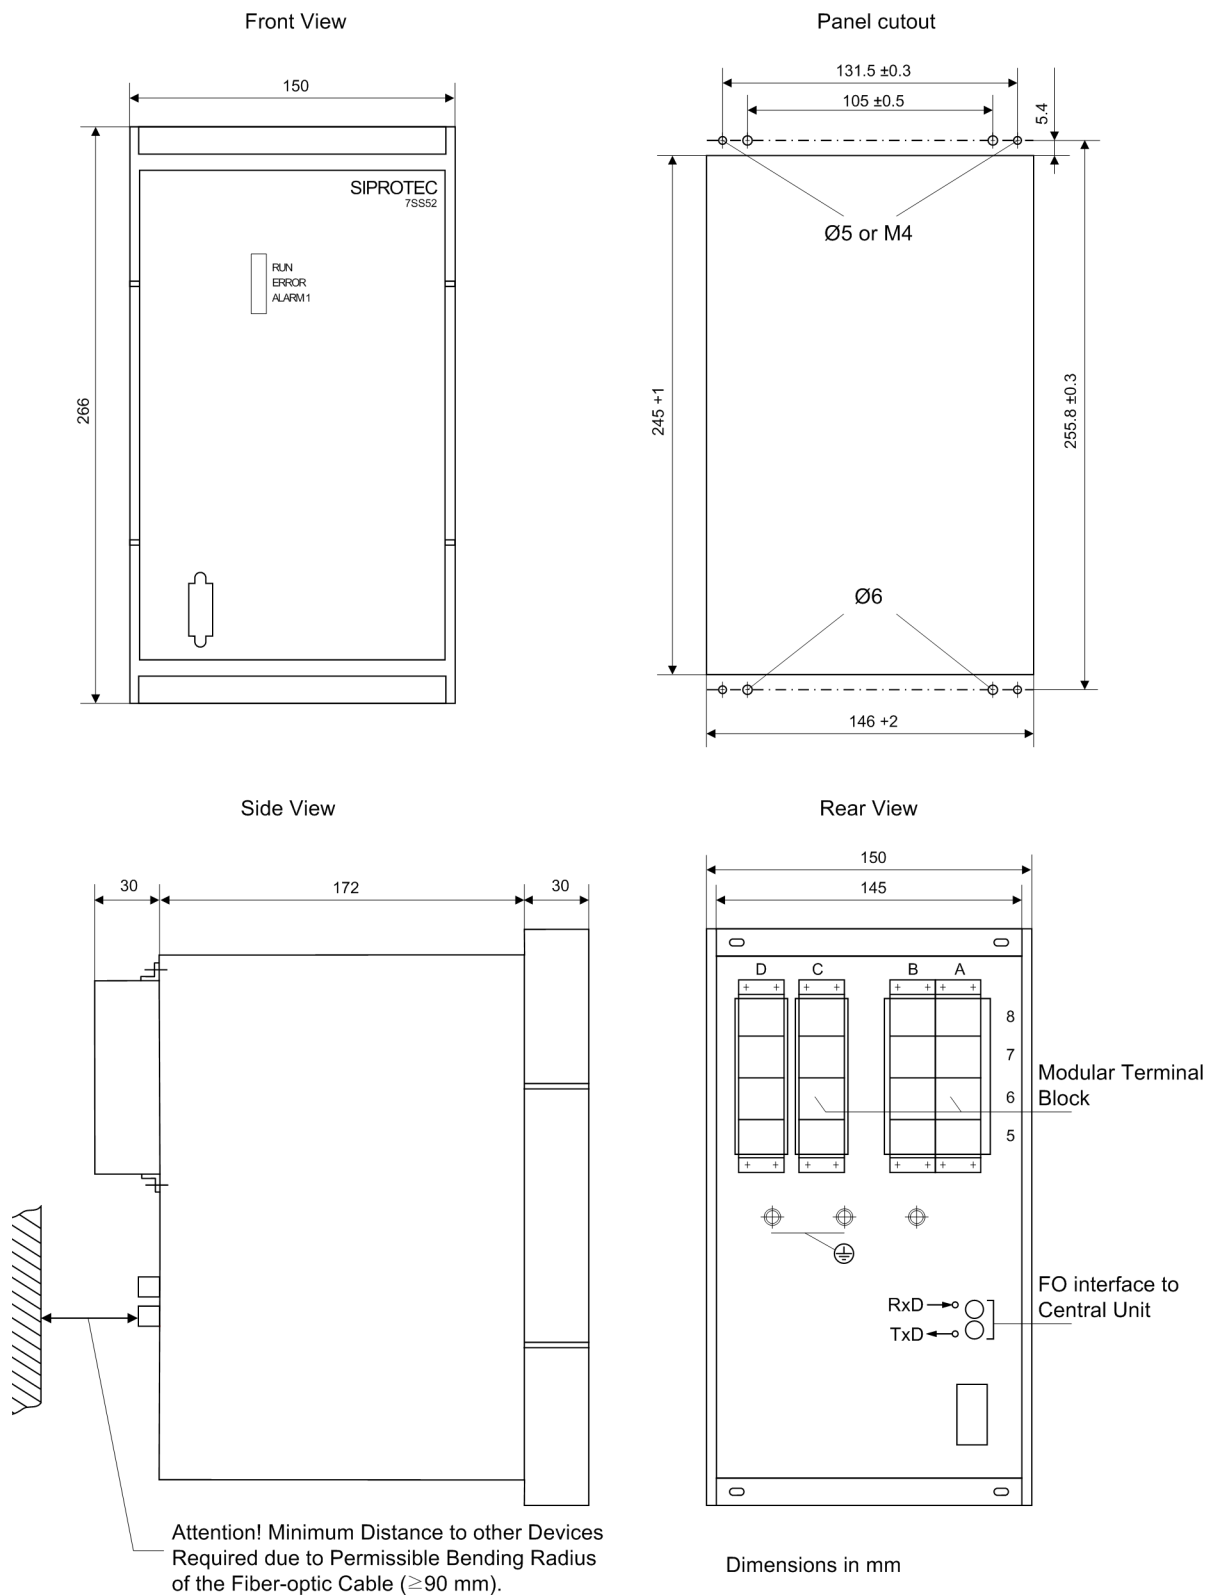 Front View
150
266
SIPROTEC
7SS52
RUN
ERROR
ALARM 1
Panel cutout
131.5 ±0.3
105 ±0.5
5.4
Ø5 or M4
245 +1
255.8 ±0.3
Ø6
146 +2
Side View
30
172
30
Attention! Minimum Distance to other Devices
Required due to Permissible Bending Radius
of the Fiber-optic Cable (≥90 mm).
Rear View
150
145
D C B A
8
7
6
5
Modular Terminal
Block
RxD
TxD
FO interface to
Central Unit
Dimensions in mm